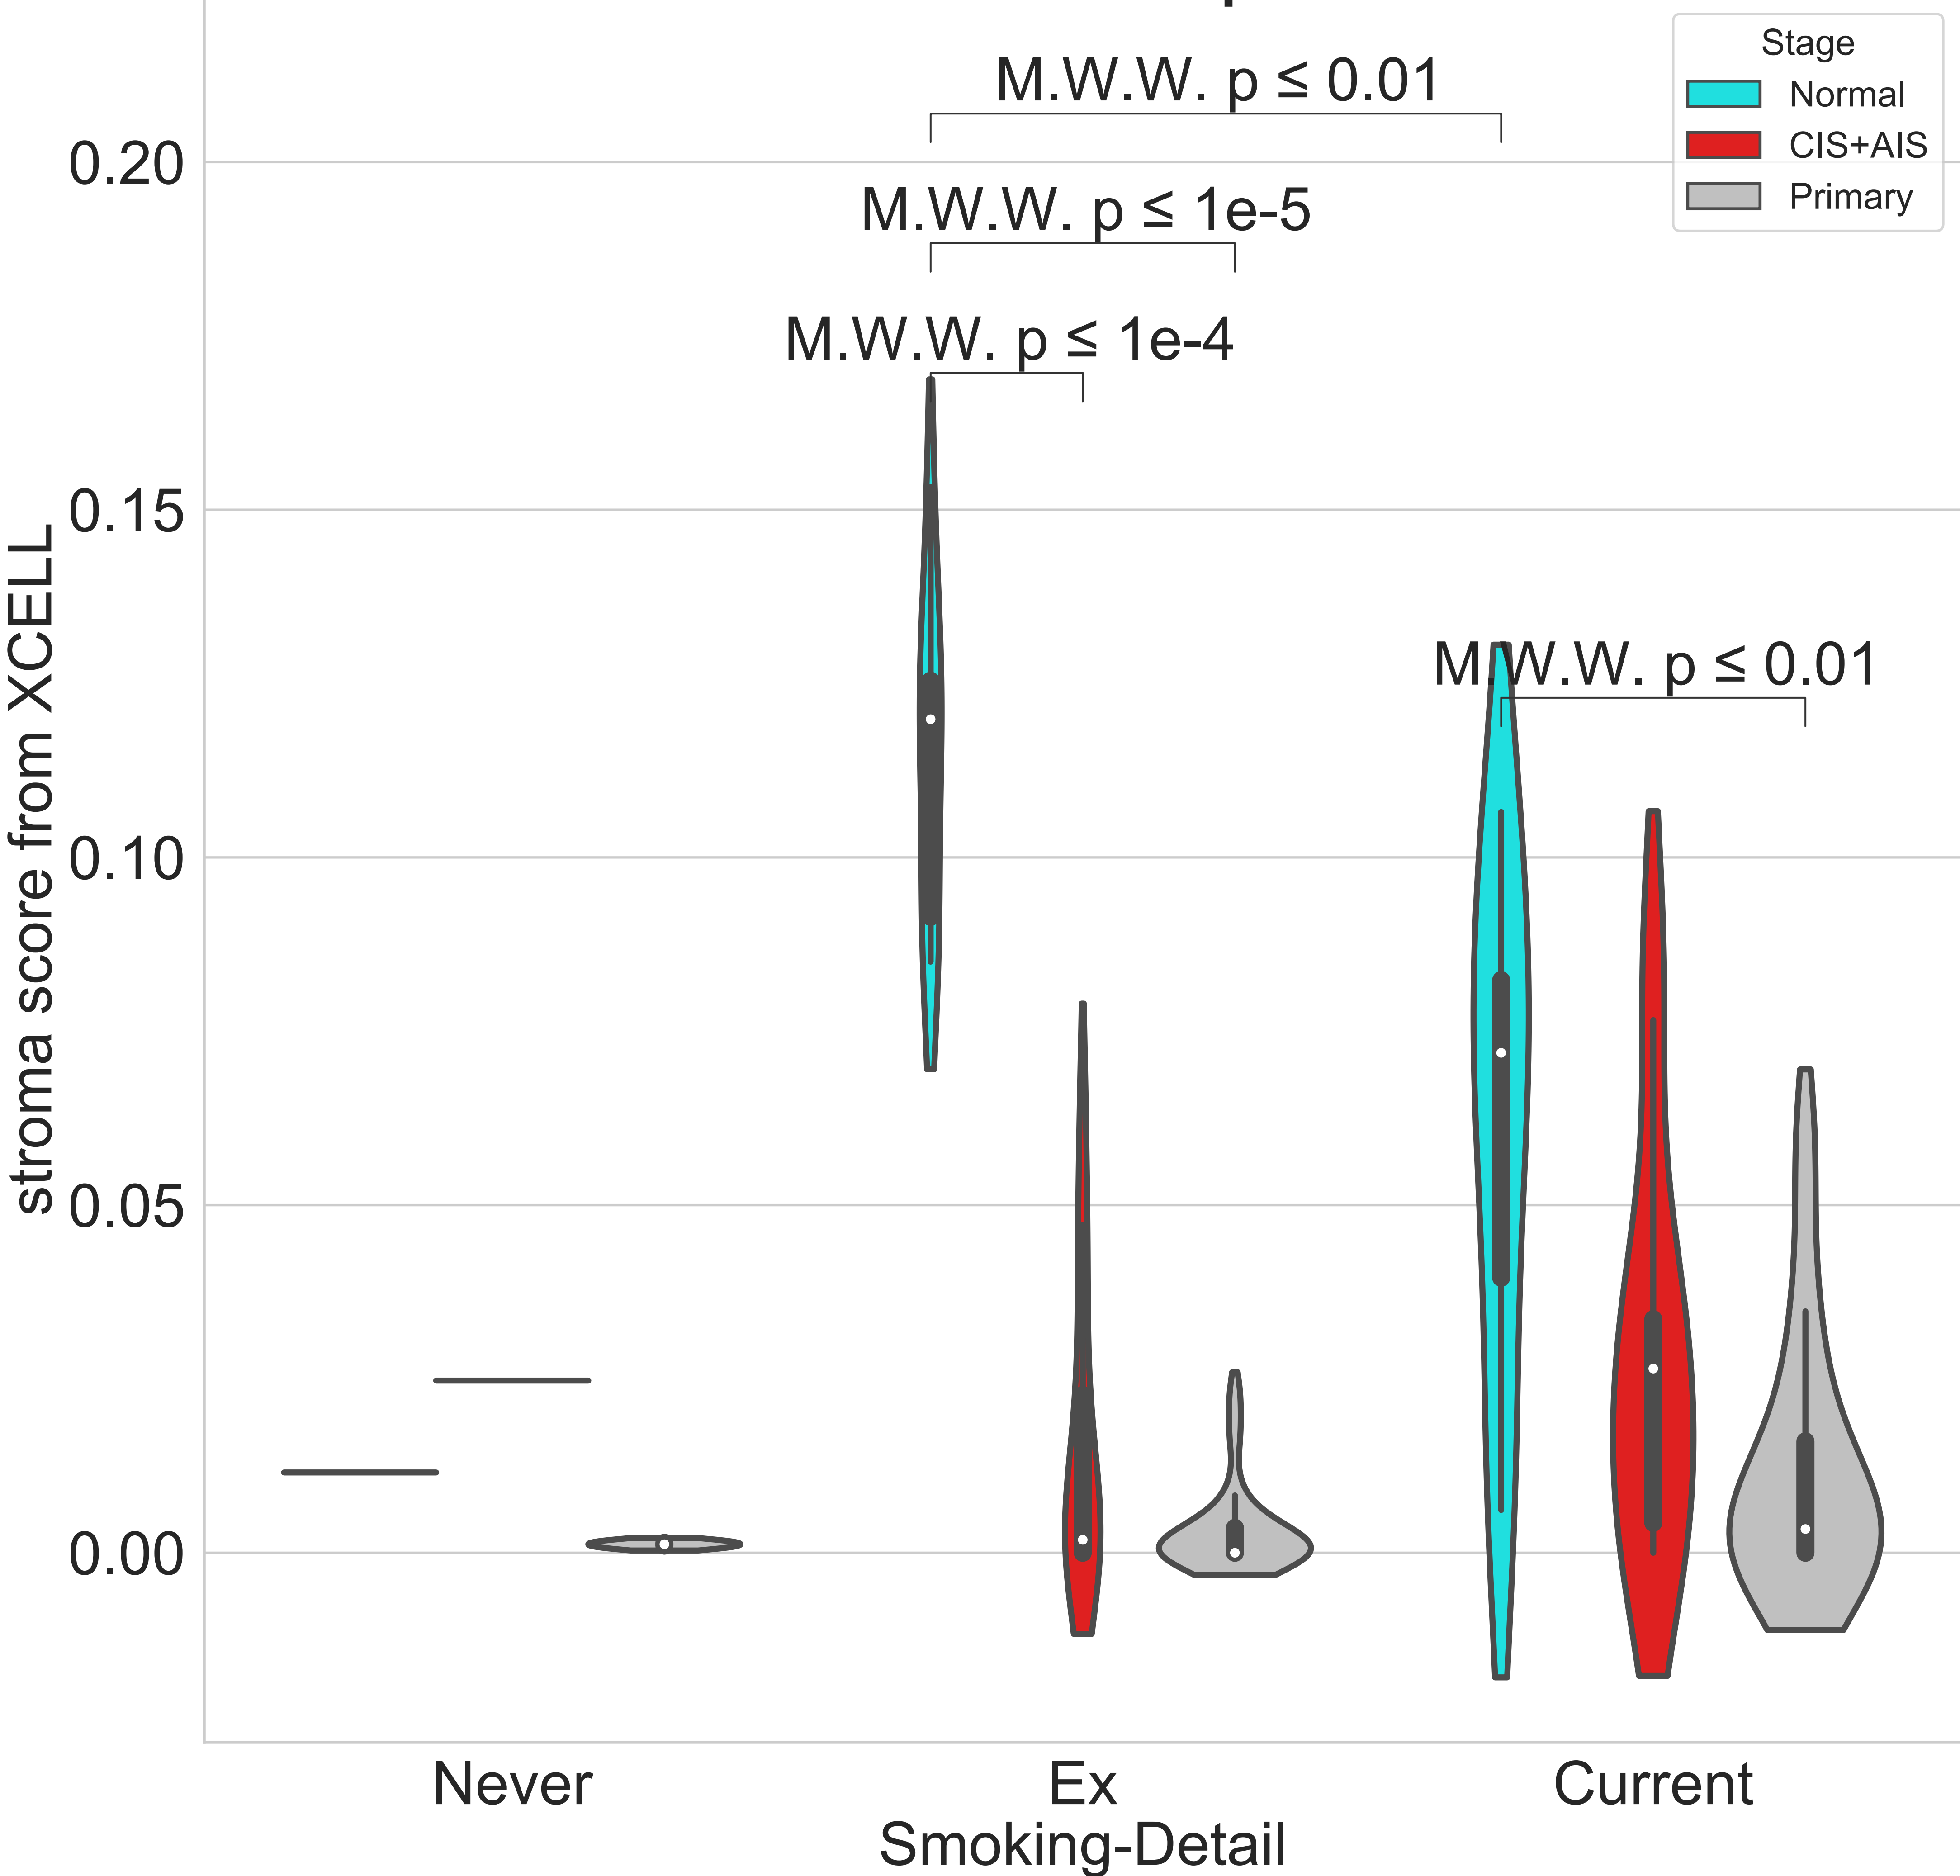 M.W.W. p ≤ 0.01
Stage
Normal
CIS+AIS
Primary
0.20
M.W.W. p ≤ 1e-5
M.W.W. p ≤ 1e-4
0.15
M.W.W. p ≤ 0.01
0.10
0.05
0.00
stroma score from XCELL
Never
Ex
Current
Smoking-Detail